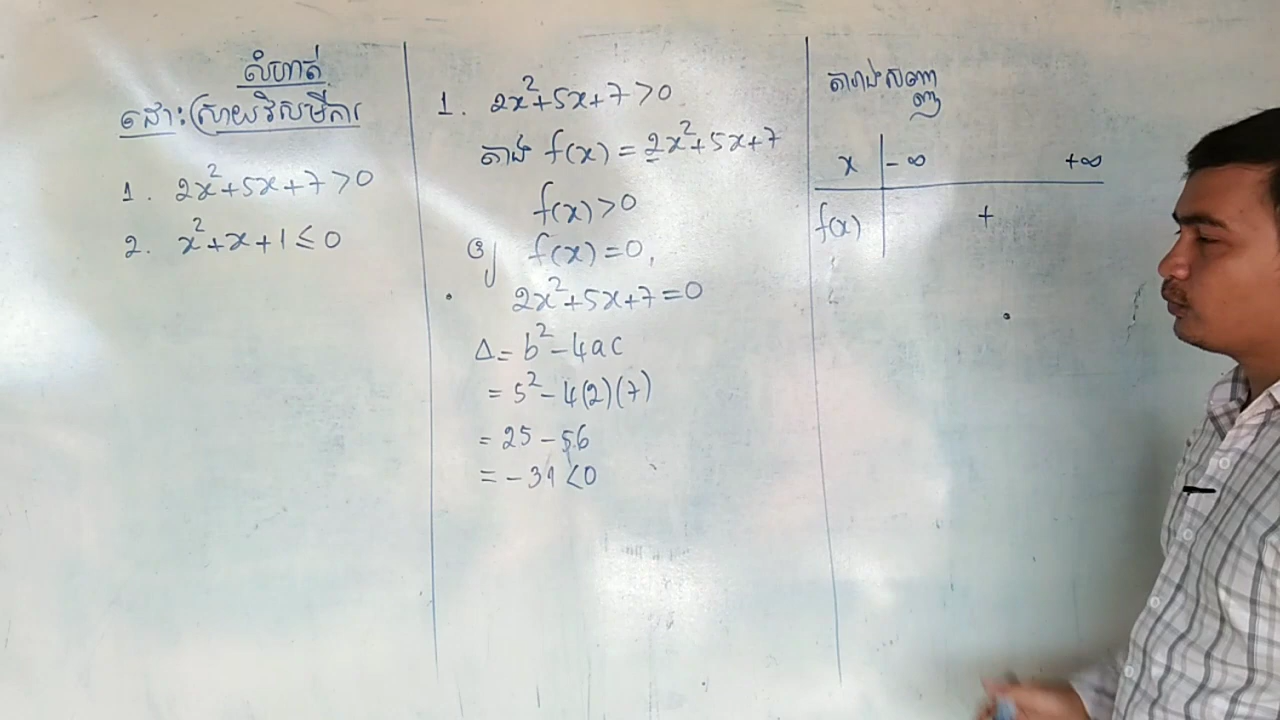 លំហាត់
ដោះស្រាយវិសមីការ
1. 2x²+5x+7>0
2. x²+x+1≤0
1. 2x²+5x+7>0
តាង f(x) = 2x²+5x+7
f(x)>0
បើ f(x)=0,
2x²+5x+7=0
Δ= b²-4ac
= 5²-4(2)(7)
= 25-56
= -31<0
តារាងសញ្ញា
x -∞ +∞
f(x) +